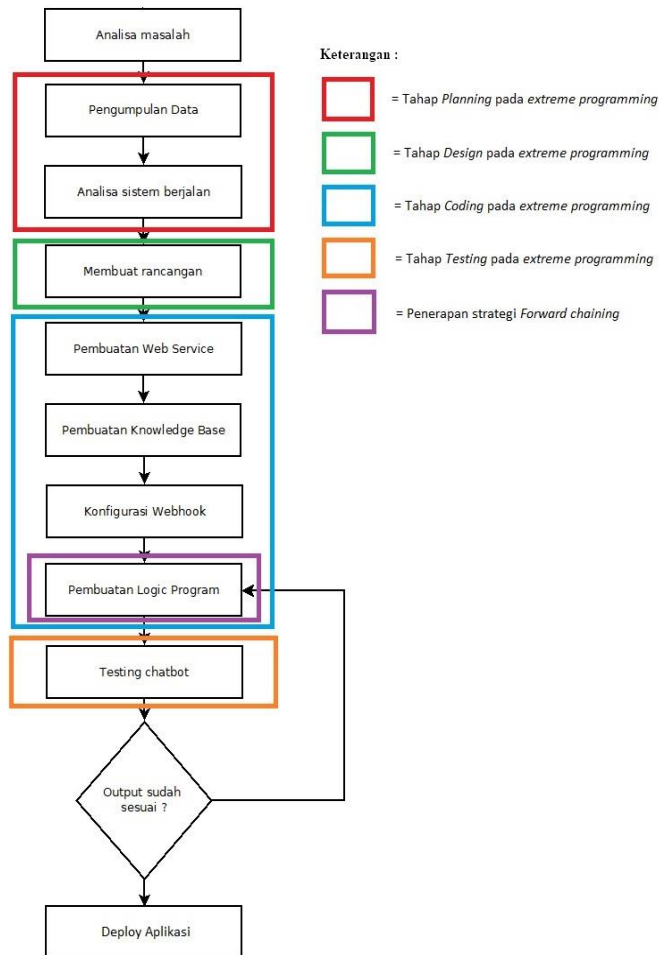 Analisa masalah
Pengumpulan Data
Analisa sistem berjalan
Membuat rancangan
Pembuatan Web Service
Pembuatan Knowledge Base
Konfigurasi Webhook
Pembuatan Logic Program
Testing chatbot
Output sudah
sesuai ?
Deploy Aplikasi
Keterangan :
= Tahap Planning pada extreme programming
= Tahap Design pada extreme programming
= Tahap Coding pada extreme programming
= Tahap Testing pada extreme programming
= Penerapan strategi Forward chaining